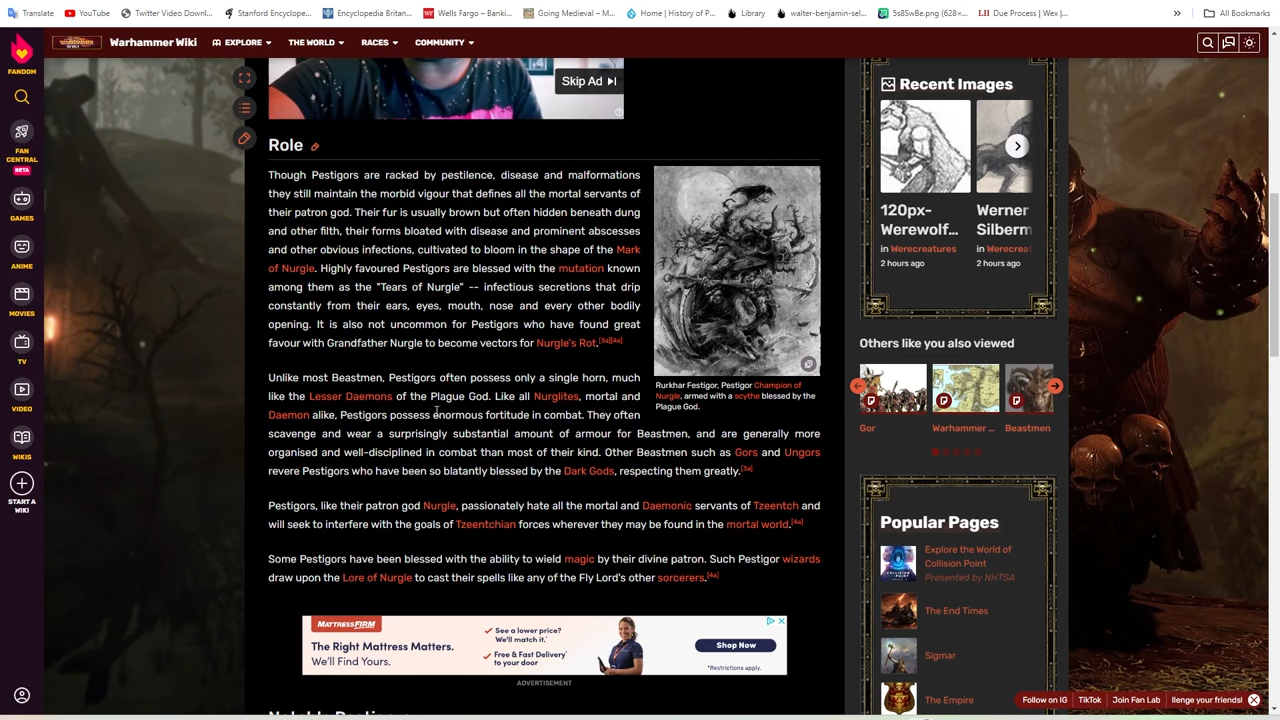 Translate
YouTube
Twitter Video Downl...
Stanford Encyclope...
Encyclopedia Britan...
Wells Fargo – Banki...
Going Medieval – M...
Home | History of P...
Library
walter-benjamin-sel...
5s8SwBe.png (628×...
LII Due Process | Wex |...
»
All Bookmarks
FANDOM
FAN CENTRAL
BETA
GAMES
ANIME
MOVIES
TV
VIDEO
WIKIS
START A WIKI
Warhammer Wiki
EXPLORE
THE WORLD
RACES
COMMUNITY
Skip Ad
Role
Though Pestigors are racked by pestilence, disease and malformations
they still maintain the morbid vigour that defines all the mortal servants of
their patron god. Their fur is usually brown but often hidden beneath dung
and other filth, their forms bloated with disease and prominent abscesses
and other obvious infections, cultivated to bloom in the shape of the Mark
of Nurgle. Highly favoured Pestigors are blessed with the mutation known
among them as the "Tears of Nurgle" -- infectious secretions that drip
constantly from their ears, eyes, mouth, nose and every other bodily
opening. It is also not uncommon for Pestigors who have found great
favour with Grandfather Nurgle to become vectors for Nurgle's Rot.[3a][4a]
Rurkhar Festigor, Pestigor Champion of
Nurgle, armed with a scythe blessed by the
Plague God.
Unlike most Beastmen, Pestigors often possess only a single horn, much
like the Lesser Daemons of the Plague God. Like all Nurglites, mortal and
Daemon alike, Pestigors possess enormous fortitude in combat. They often
scavenge and wear a surprisingly substantial amount of armour for Beastmen, and are generally more
organised and well-disciplined in combat than most of their kind. Other Beastmen such as Gors and Ungors
revere Pestigors who have been so blatantly blessed by the Dark Gods, respecting them greatly.[3a]
Pestigors, like their patron god Nurgle, passionately hate all the mortal and Daemonic servants of Tzeentch and
will seek to interfere with the goals of Tzeentchian forces wherever they may be found in the mortal world.[4a]
Some Pestigors have been blessed with the ability to wield magic by their divine patron. Such Pestigor wizards
draw upon the Lore of Nurgle to cast their spells like any of the Fly Lord's other sorcerers.[4a]
MATTRESSFIRM
The Right Mattress Matters.
We'll Find Yours.
See a lower price?
We'll match it.*
Free & Fast Delivery*
to your door
Shop Now
*Restrictions apply.
ADVERTISEMENT
Recent Images
120px-
Werewolf...
in Werecreatures
2 hours ago
Werner
Silberm
in Werecreat
2 hours ago
Others like you also viewed
Gor
Warhammer ...
Beastmen
Popular Pages
Explore the World of
Collision Point
Presented by NHTSA
The End Times
Sigmar
The Empire
Follow on IG
TikTok
Join Fan Lab
llenge your friends!